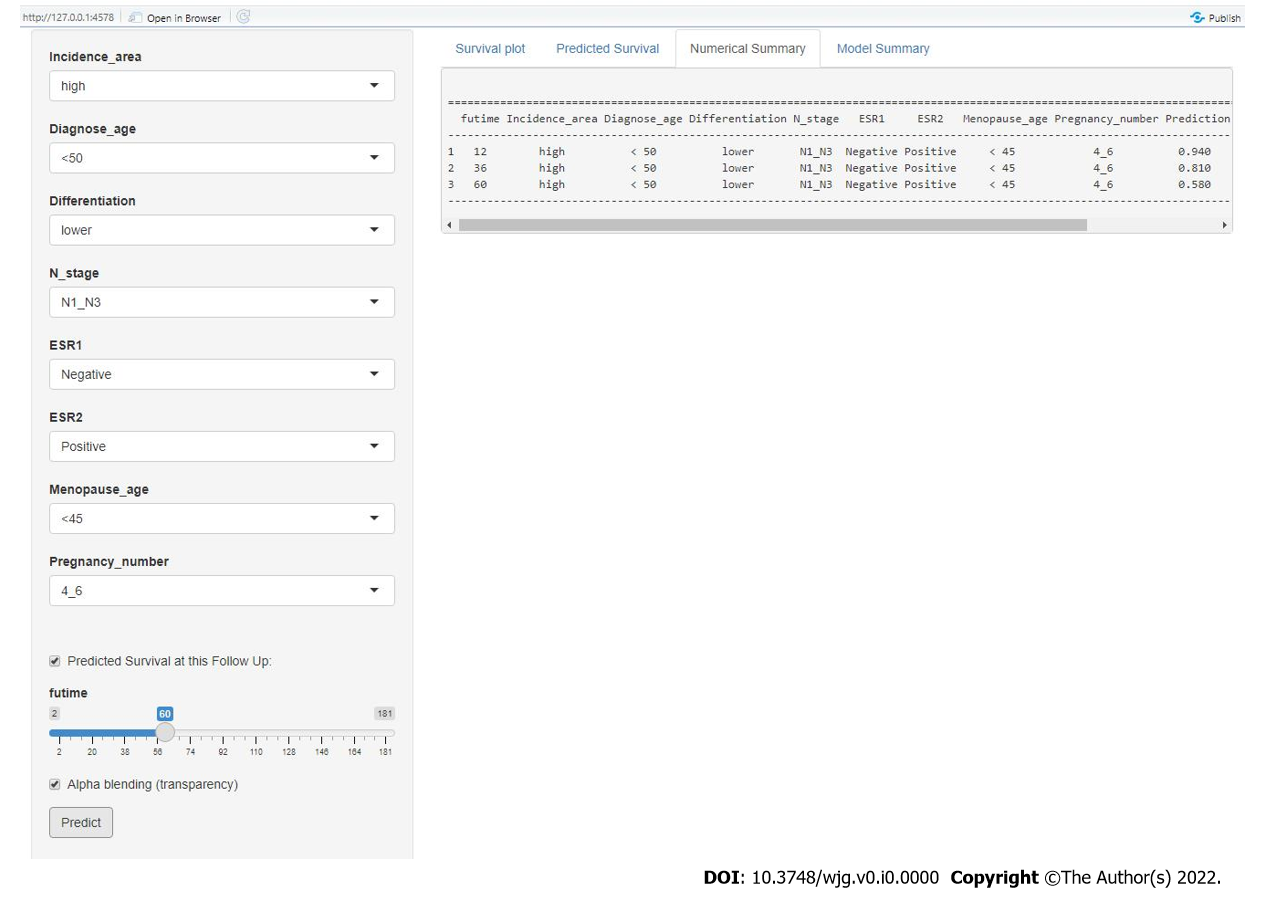 http://127.0.0.1:4578 Open in Browser Publish
Incidence_area
high
Diagnose_age
<50
Differentiation
lower
N_stage
N1_N3
ESR1
Negative
ESR2
Positive
Menopause_age
<45
Pregnancy_number
4_6
Predicted Survival at this Follow Up:
futime
2 60 181
2 20 38 56 74 92 110 128 146 164 181
Alpha blending (transparency)
Predict
Survival plot Predicted Survival Numerical Summary Model Summary
futime Incidence_area Diagnose_age Differentiation N_stage ESR1 ESR2 Menopause_age Pregnancy_number Prediction
1 12 high < 50 lower N1_N3 Negative Positive < 45 4_6 0.940
2 36 high < 50 lower N1_N3 Negative Positive < 45 4_6 0.810
3 60 high < 50 lower N1_N3 Negative Positive < 45 4_6 0.580
DOI: 10.3748/wjg.v0.i0.0000 Copyright ©The Author(s) 2022.